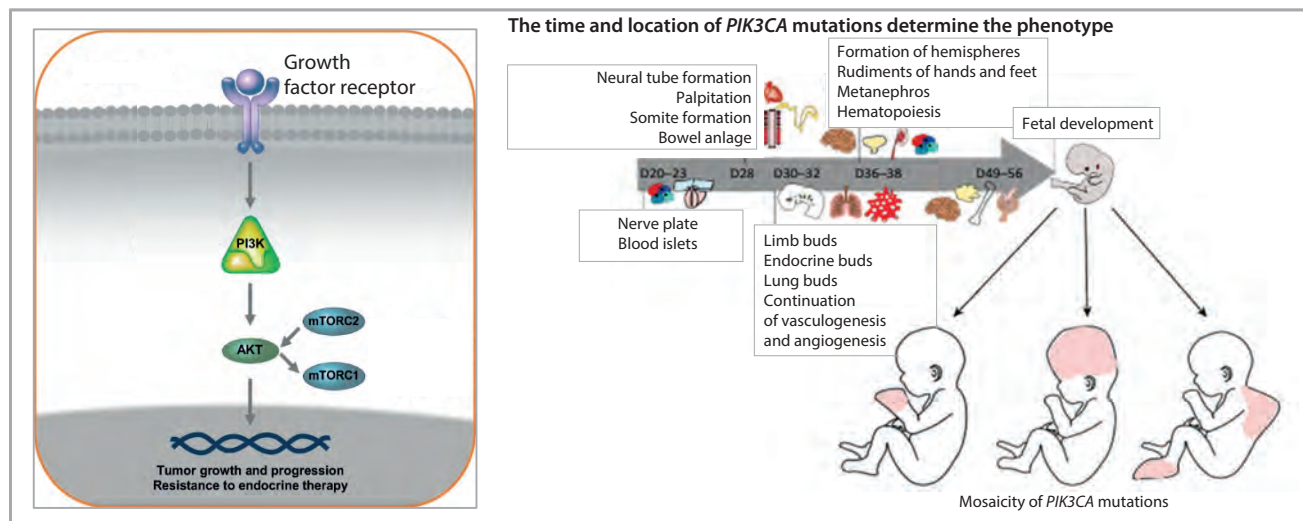 Growth
factor receptor
PI3K
mTORC2
AKT
mTORC1
Tumor growth and progression
Resistance to endocrine therapy
The time and location of PIK3CA mutations determine the phenotype
Neural tube formation
Palpitation
Somite formation
Bowel anlage
Formation of hemispheres
Rudiments of hands and feet
Metanephros
Hematopoiesis
Fetal development
D20–23
D28
D30–32
D36–38
D49–56
Nerve plate
Blood islets
Limb buds
Endocrine buds
Lung buds
Continuation
of vasculogenesis
and angiogenesis
Mosaicity of PIK3CA mutations